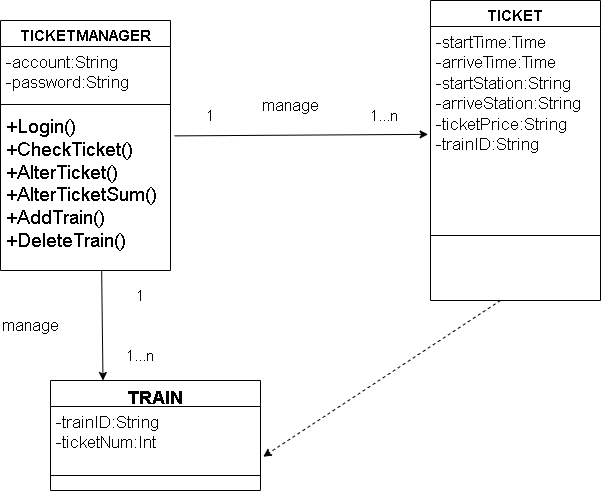 TICKETMANAGER
-account:String
-password:String
+Login()
+CheckTicket()
+AlterTicket()
+AlterTicketSum()
+AddTrain()
+DeleteTrain()
manage
1
1...n
TICKET
-startTime:Time
-arriveTime:Time
-startStation:String
-arriveStation:String
-ticketPrice:String
-trainID:String
1
manage
1...n
TRAIN
-trainID:String
-ticketNum:Int